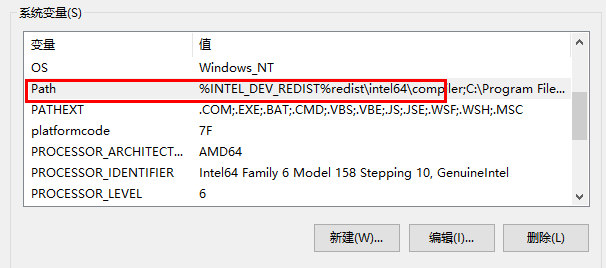 系统变量(S)
变量 值
OS Windows_NT
Path %INTEL_DEV_REDIST%redist\intel64\compiler;C:\Program File...
PATHEXT .COM;.EXE;.BAT;.CMD;.VBS;.VBE;.JS;.JSE;.WSF;.WSH;.MSC
platformcode 7F
PROCESSOR_ARCHITECT... AMD64
PROCESSOR_IDENTIFIER Intel64 Family 6 Model 158 Stepping 10, GenuineIntel
PROCESSOR_LEVEL 6
新建(W)... 编辑(I)... 删除(L)